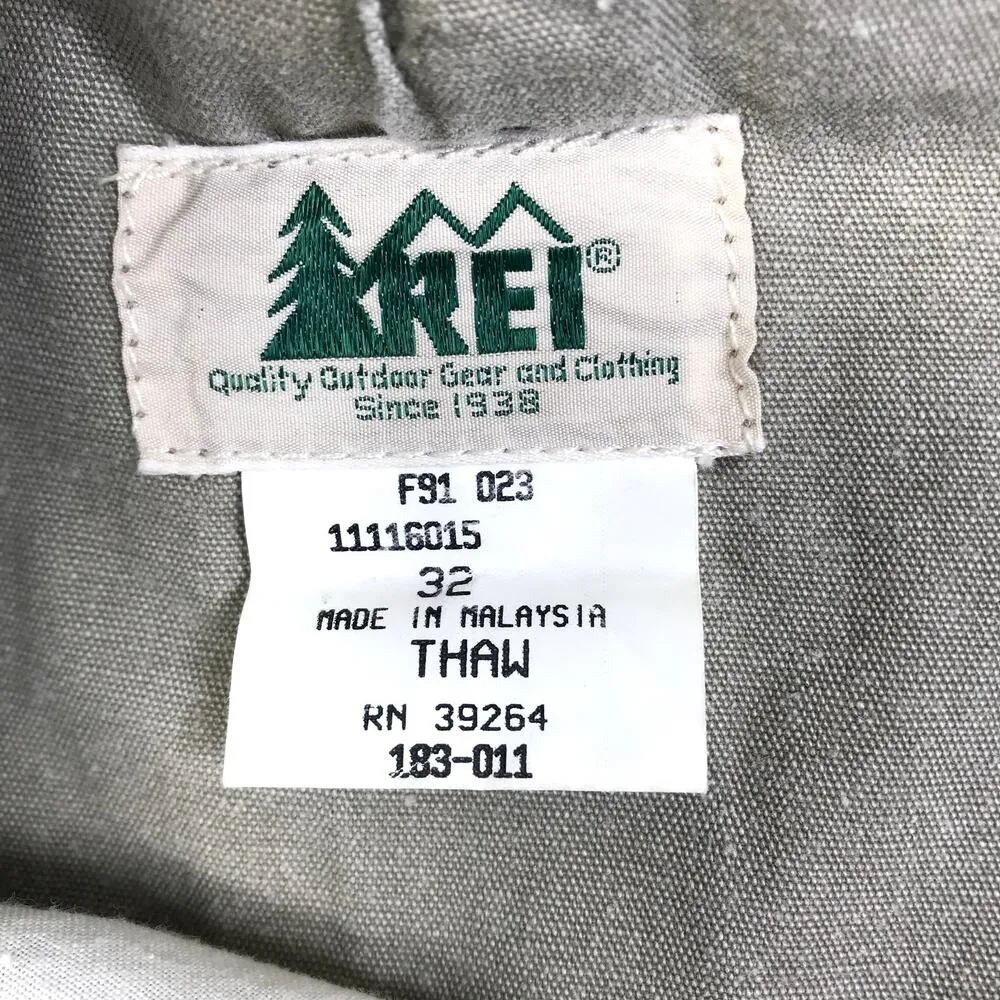 REI®
Quality Outdoor Gear and Clothing
Since 1938
F91 023
11116015
32
MADE IN MALAYSIA
THAW
RN 39264
183-011